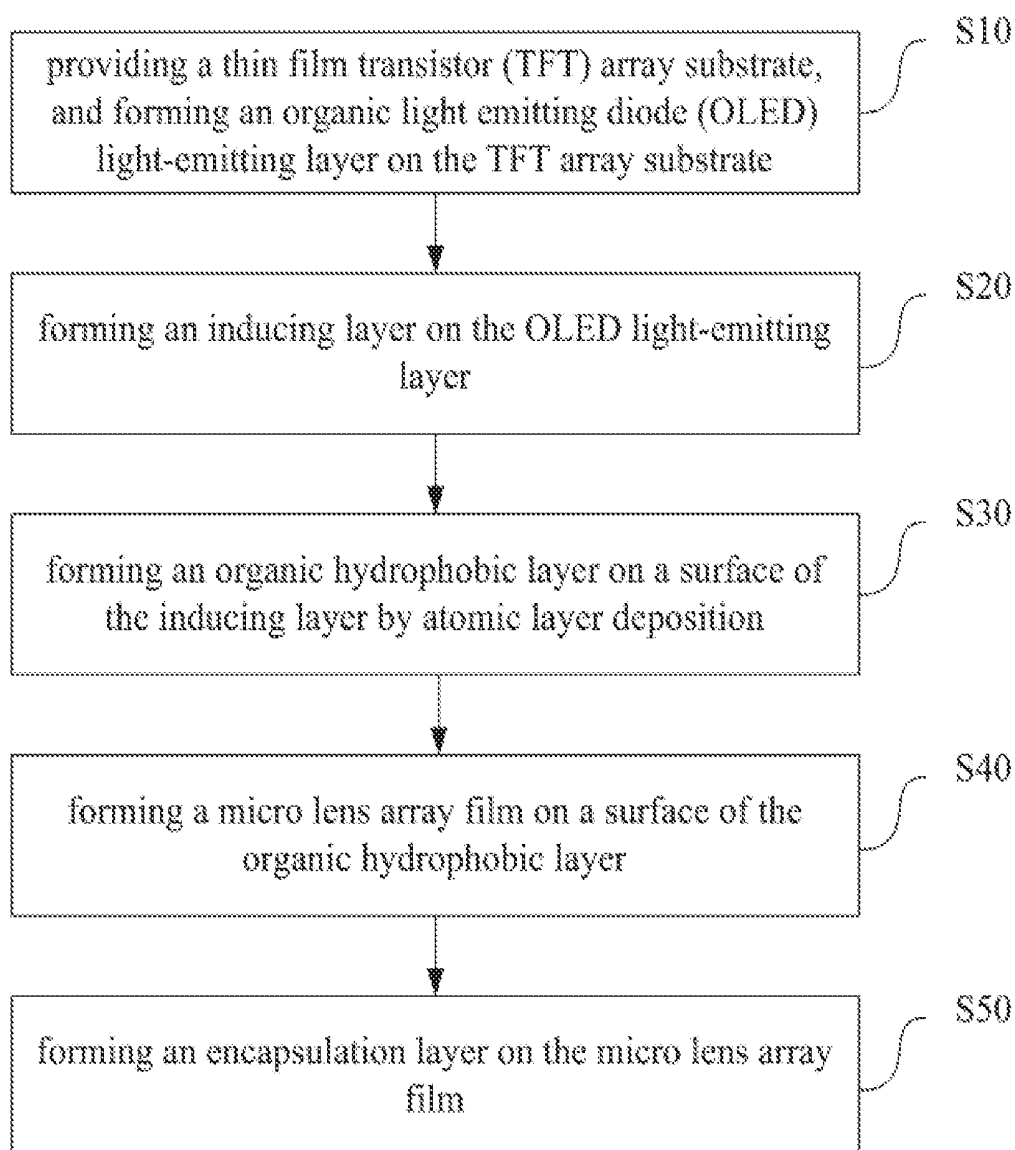 S10
providing a thin film transistor (TFT) array substrate,
and forming an organic light emitting diode (OLED)
light-emitting layer on the TFT array substrate
S20
forming an inducing layer on the OLED light-emitting
layer
S30
forming an organic hydrophobic layer on a surface of
the inducing layer by atomic layer deposition
S40
forming a micro lens array film on a surface of the
organic hydrophobic layer
S50
forming an encapsulation layer on the micro lens array
film